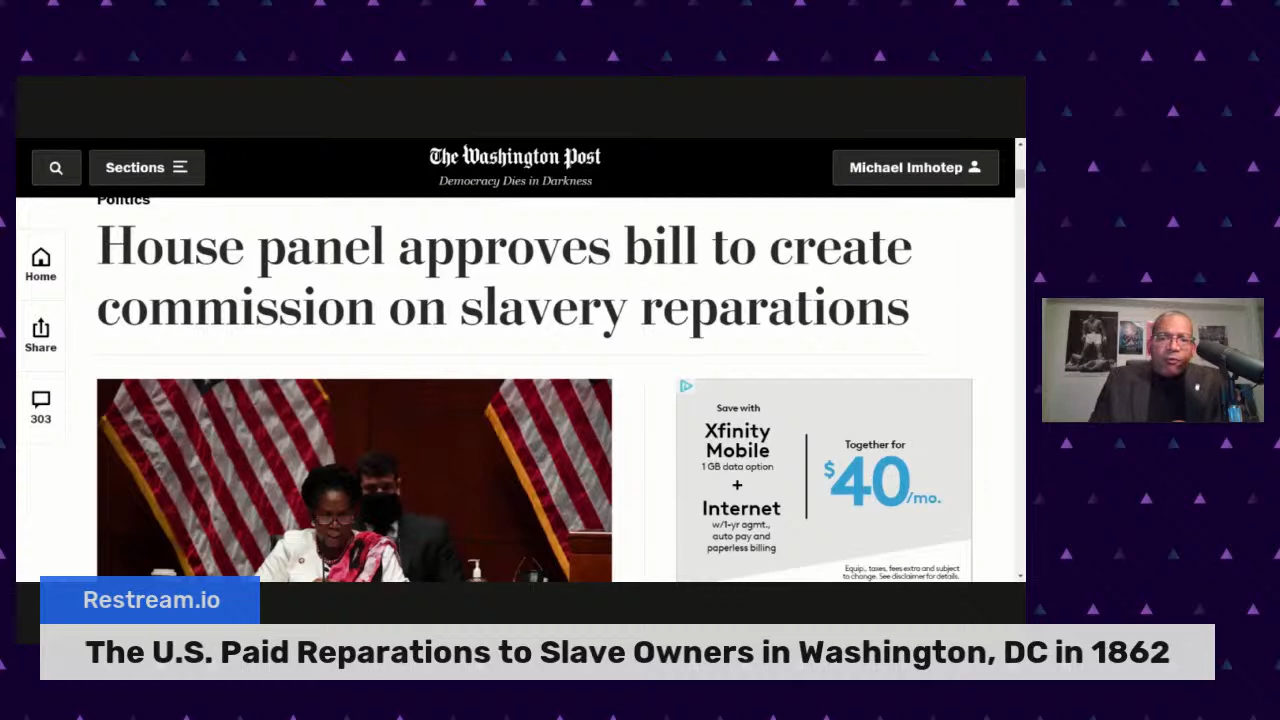 The Washington Post
Democracy Dies in Darkness
Sections
Michael Imhotep
Politics
House panel approves bill to create
commission on slavery reparations
Home
Share
303
Save with
Xfinity
Mobile
1 GB data option
+
Internet
w/1-yr agmt.,
auto pay and
paperless billing
Together for
$40/mo.
Equip., taxes, fees extra and subject
to change. See disclaimer for details.
Restream.io
The U.S. Paid Reparations to Slave Owners in Washington, DC in 1862